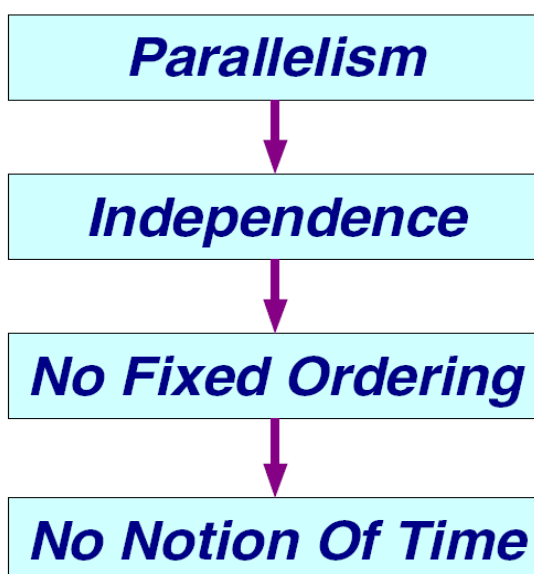 Parallelism
Independence
No Fixed Ordering
No Notion Of Time